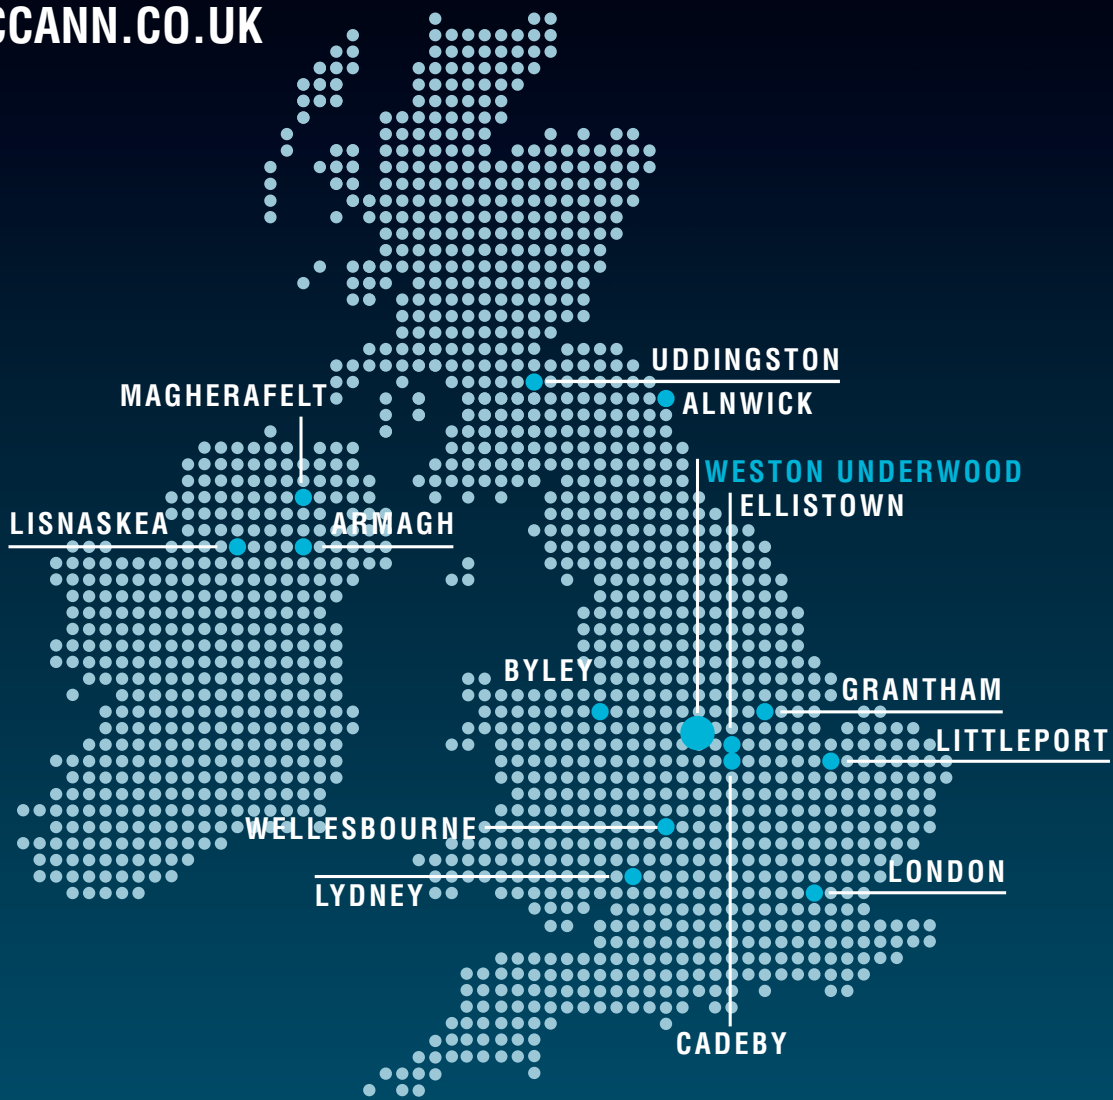 CCANN.CO.UK
UDDINGSTON
MAGHERAFELT
ALNWICK
WESTON UNDERWOOD
ELLISTOWN
LISNASKEA
ARMAGH
BYLEY
GRANTHAM
LITTLEPORT
WELLESBOURNE
LONDON
LYDNEY
CADEBY